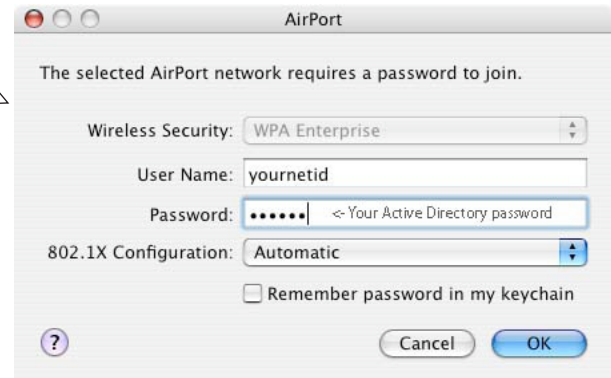 AirPort
The selected AirPort network requires a password to join.
Wireless Security: WPA Enterprise
User Name: yournetid
Password: •••••• <- Your Active Directory password
802.1X Configuration: Automatic
Remember password in my keychain
? Cancel OK